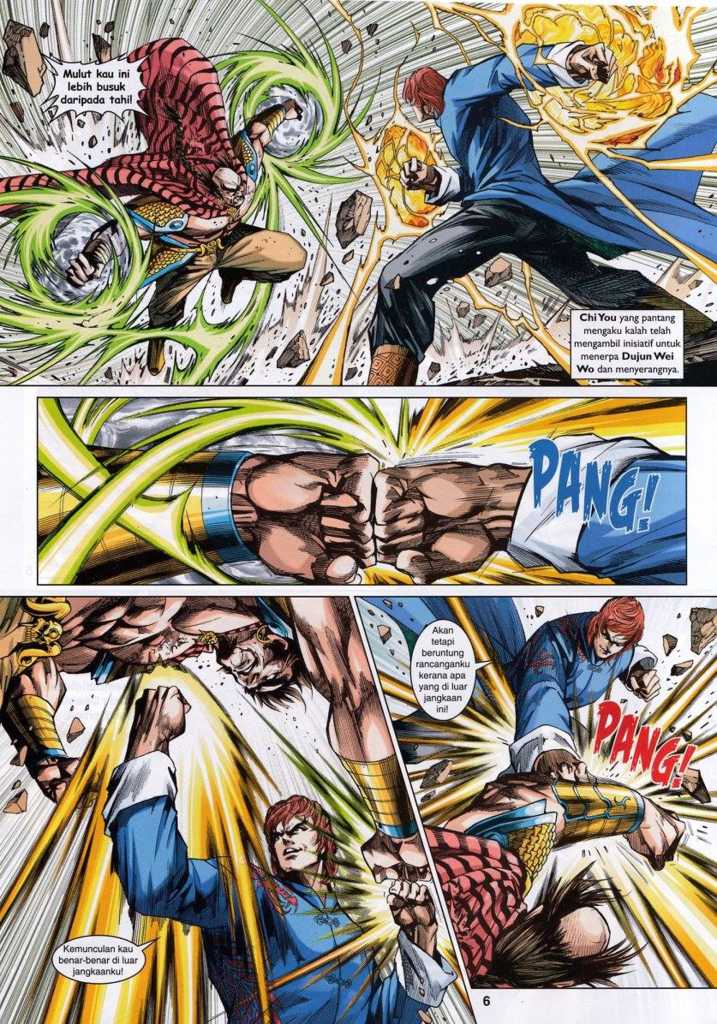 Mulut kau ini
lebih busuk
daripada tahi!
Chi You yang pantang
mengaku kalah telah
mengambil inisiatif untuk
menerpa Dujun Wei
Wo dan menyerangnya.
PANG!
Akan
tetapi
beruntung
rancanganku
kerana apa
yang di luar
jangkaan
ini!
PANG!
Kemunculan kau
benar-benar di luar
jangkaanku!
6